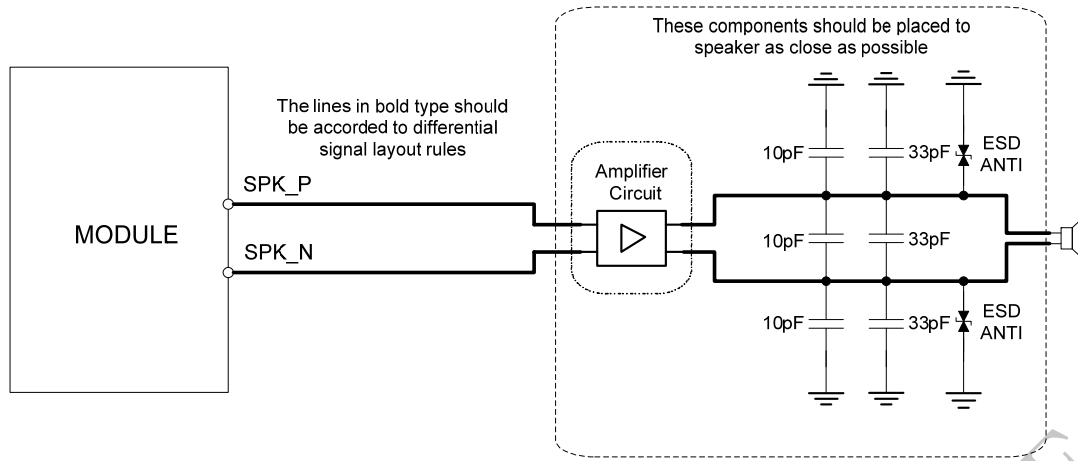 These components should be placed to
speaker as close as possible
The lines in bold type should
be accorded to differential
signal layout rules
10pF
33pF
ESD
ANTI
Amplifier
Circuit
SPK_P
MODULE
10pF
33pF
SPK_N
10pF
33pF
ESD
ANTI